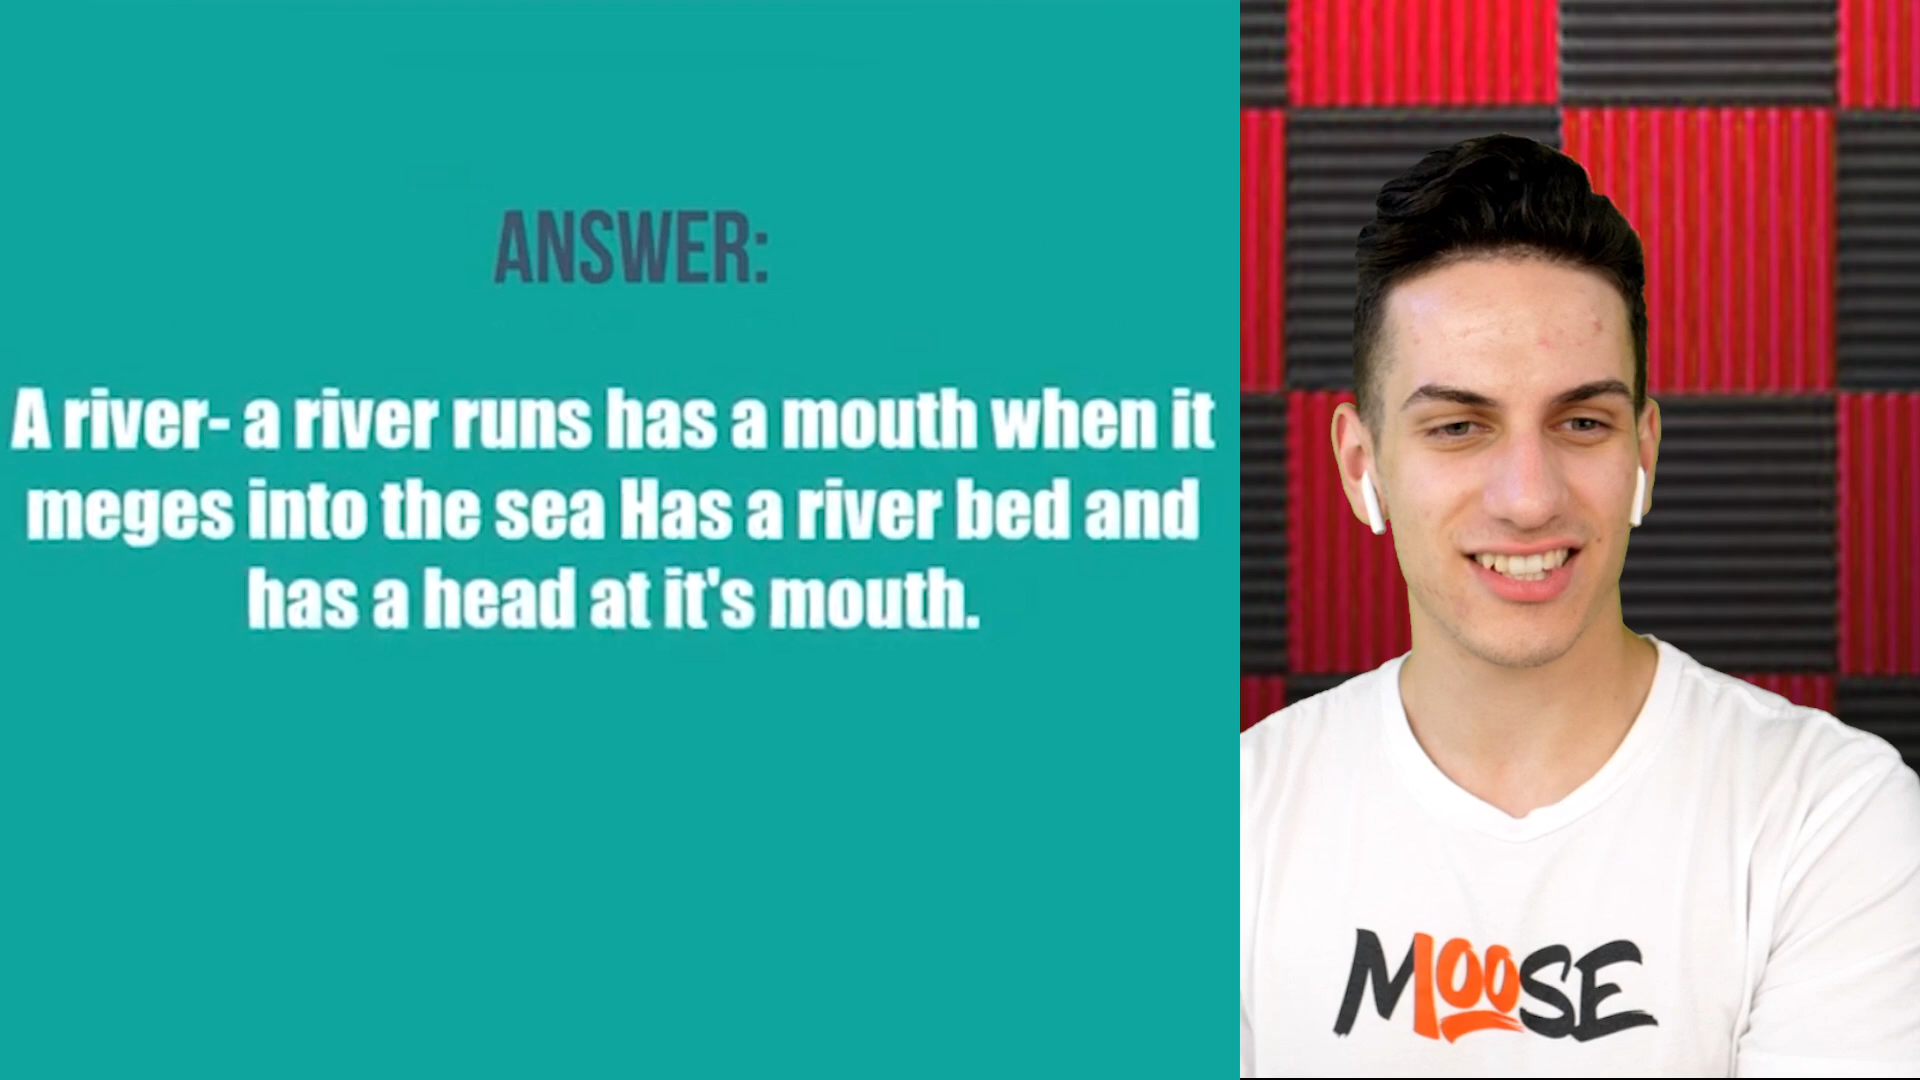 ANSWER:
A river- a river runs has a mouth when it
meges into the sea Has a river bed and
has a head at it's mouth.
MOOSE